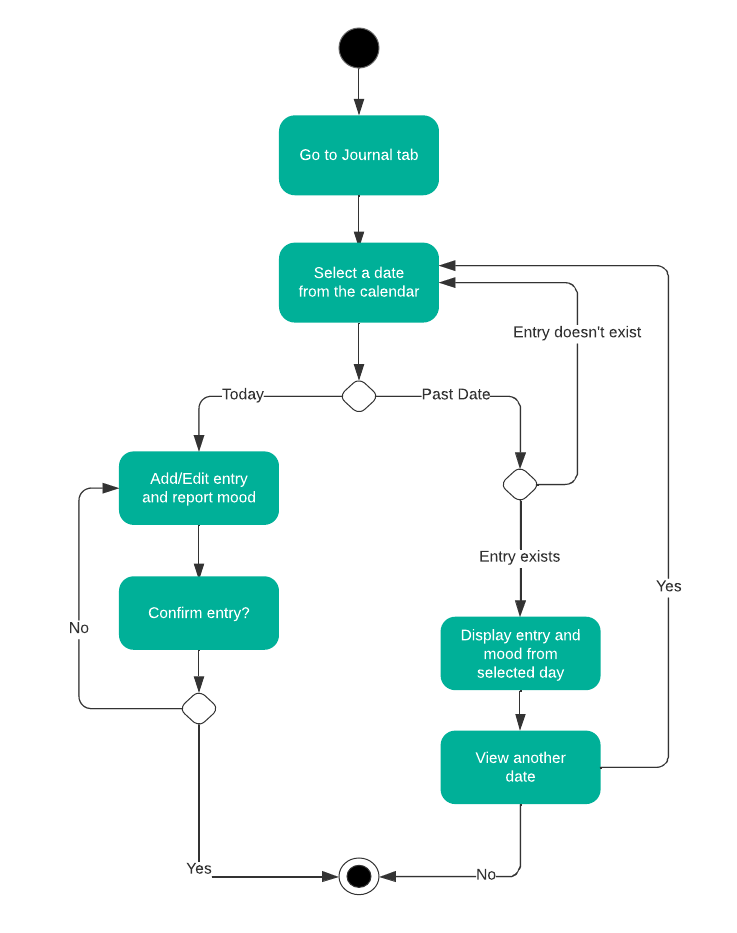 Go to Journal tab
Select a date
from the calendar
Entry doesn't exist
Today
Past Date
Add/Edit entry
and report mood
Entry exists
Yes
Confirm entry?
No
Display entry and
mood from
selected day
View another
date
Yes
No